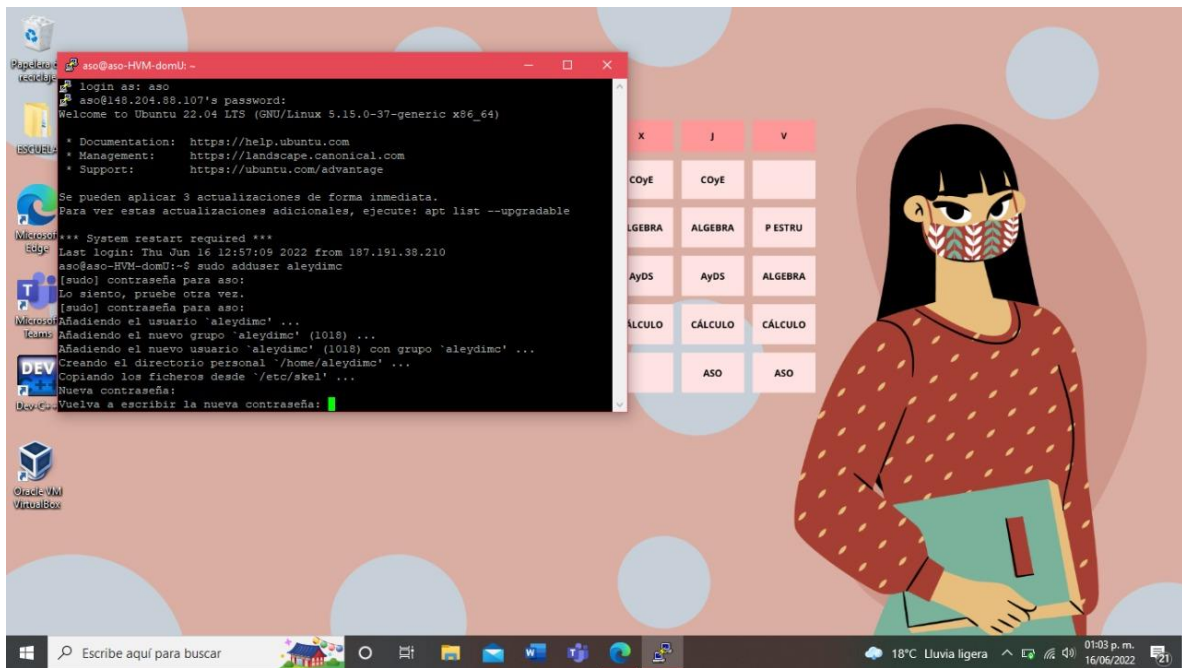 Papelera
reciclaje
ESCUELA
Microsoft
Edge
Microsoft
Teams
DEV
C++
Dev-C++
Oracle VM
VirtualBox
aso@aso-HVM-domU: ~
login as: aso
aso@148.204.88.107's password:
Welcome to Ubuntu 22.04 LTS (GNU/Linux 5.15.0-37-generic x86_64)
* Documentation: https://help.ubuntu.com
* Management: https://landscape.canonical.com
* Support: https://ubuntu.com/advantage
Se pueden aplicar 3 actualizaciones de forma inmediata.
Para ver estas actualizaciones adicionales, ejecute: apt list --upgradable
*** System restart required ***
Last login: Thu Jun 16 12:57:09 2022 from 187.191.38.210
aso@aso-HVM-domU:~$ sudo adduser aleydimc
[sudo] contraseña para aso:
Lo siento, pruebe otra vez.
[sudo] contraseña para aso:
Añadiendo el usuario `aleydimc' ...
Añadiendo el nuevo grupo `aleydimc' (1018) ...
Añadiendo el nuevo usuario `aleydimc' (1018) con grupo `aleydimc' ...
Creando el directorio personal `/home/aleydimc' ...
Copiando los ficheros desde `/etc/skel' ...
Nueva contraseña:
Vuelva a escribir la nueva contraseña:
X J V
COyE COyE
LGEBRA ALGEBRA P ESTRU
AyDS AyDS ALGEBRA
ÁLCULO CÁLCULO CÁLCULO
ASO ASO
Escribe aquí para buscar
18°C Lluvia ligera
01:03 p. m.
16/06/2022
21